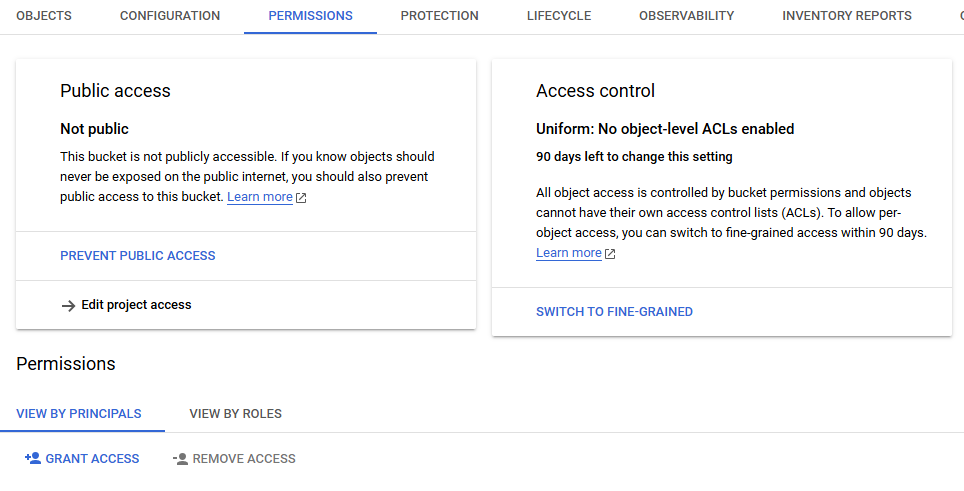 OBJECTS CONFIGURATION PERMISSIONS PROTECTION LIFECYCLE OBSERVABILITY INVENTORY REPORTS
Public access
Not public
This bucket is not publicly accessible. If you know objects should
never be exposed on the public internet, you should also prevent
public access to this bucket. Learn more
PREVENT PUBLIC ACCESS
Edit project access
Access control
Uniform: No object-level ACLs enabled
90 days left to change this setting
All object access is controlled by bucket permissions and objects
cannot have their own access control lists (ACLs). To allow per-
object access, you can switch to fine-grained access within 90 days.
Learn more
SWITCH TO FINE-GRAINED
Permissions
VIEW BY PRINCIPALS VIEW BY ROLES
GRANT ACCESS REMOVE ACCESS